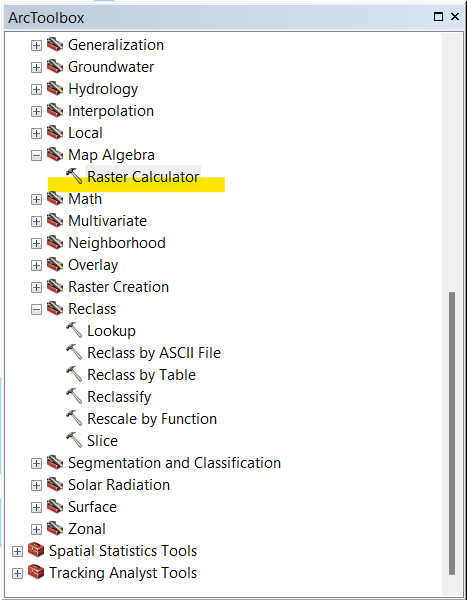 ArcToolbox
Generalization
Groundwater
Hydrology
Interpolation
Local
Map Algebra
Raster Calculator
Math
Multivariate
Neighborhood
Overlay
Raster Creation
Reclass
Lookup
Reclass by ASCII File
Reclass by Table
Reclassify
Rescale by Function
Slice
Segmentation and Classification
Solar Radiation
Surface
Zonal
Spatial Statistics Tools
Tracking Analyst Tools